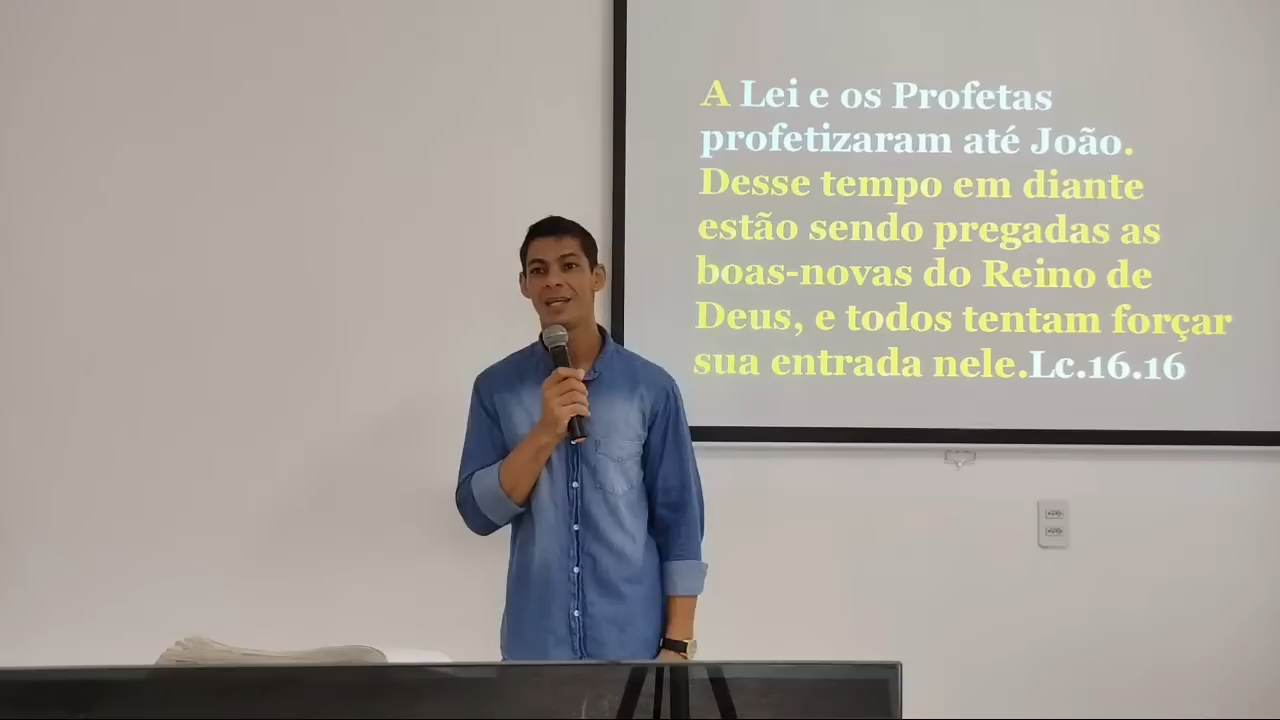 A Lei e os Profetas
profetizaram até João.
Desse tempo em diante
estão sendo pregadas as
boas-novas do Reino de
Deus, e todos tentam forçar
sua entrada nele.Lc.16.16